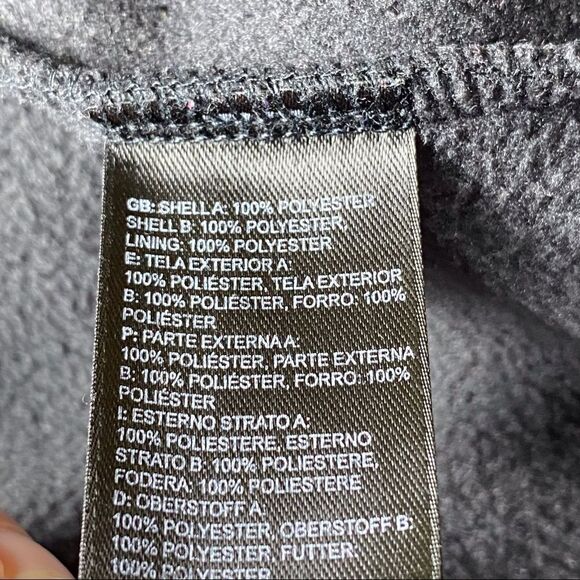 GB: SHELL A: 100% POLYESTER
SHELL B: 100% POLYESTER,
LINING: 100% POLYESTER
E: TELA EXTERIOR A:
100% POLIÉSTER, TELA EXTERIOR
B: 100% POLIÉSTER, FORRO: 100%
POLIÉSTER
P: PARTE EXTERNA A:
100% POLIÉSTER, PARTE EXTERNA
B: 100% POLIÉSTER, FORRO: 100%
POLIÉSTER
I: ESTERNO STRATO A:
100% POLIESTERE, ESTERNO
STRATO B: 100% POLIESTERE,
FODERA: 100% POLIESTERE
D: OBERSTOFF A:
100% POLYESTER, OBERSTOFF B:
100% POLYESTER, FUTTER:
100% POLYESTER